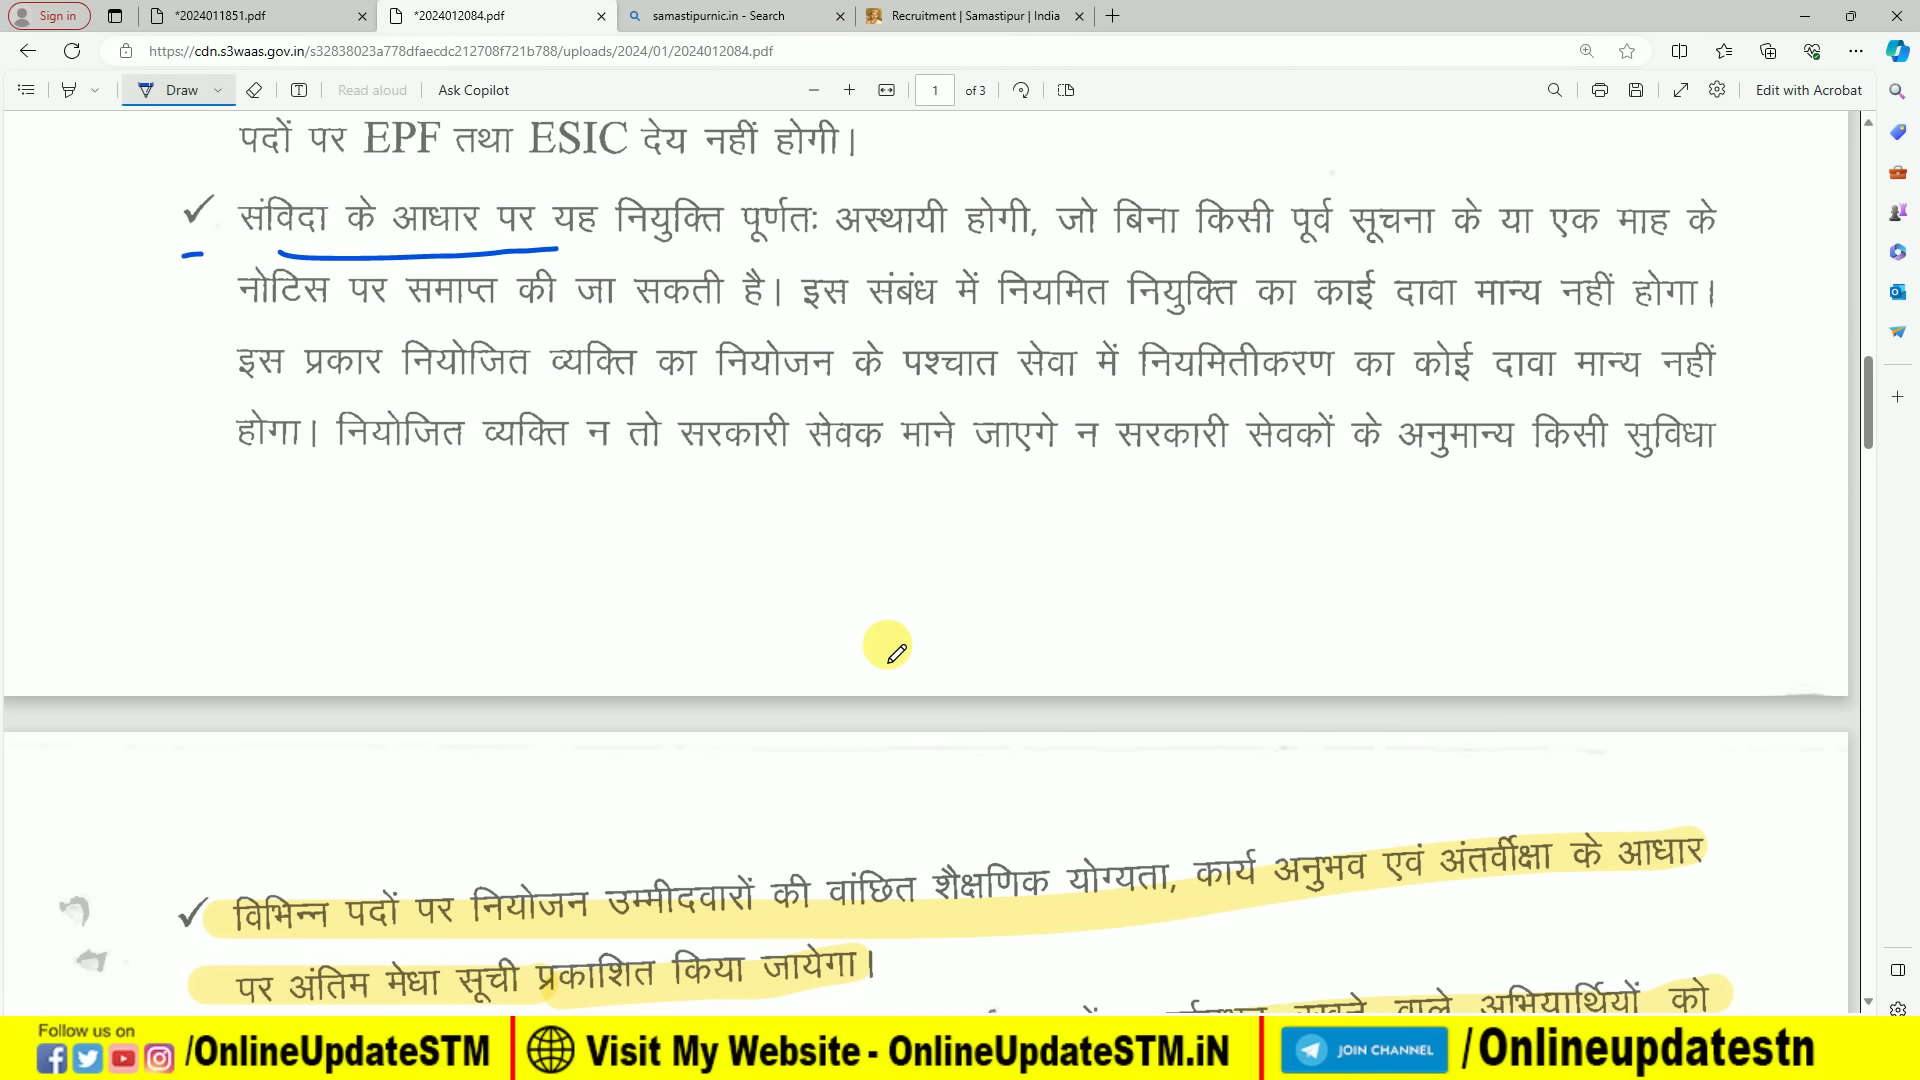 Sign in
*2024011851.pdf
*2024012084.pdf
samastipurnic.in - Search
Recruitment | Samastipur | India
https://cdn.s3waas.gov.in/s32838023a778dfaecdc212708f721b788/uploads/2024/01/2024012084.pdf
Draw
Read aloud
Ask Copilot
1 of 3
Edit with Acrobat
पदों पर EPF तथा ESIC देय नहीं होगी।
✓ संविदा के आधार पर यह नियुक्ति पूर्णतः अस्थायी होगी, जो बिना किसी पूर्व सूचना के या एक माह के
नोटिस पर समाप्त की जा सकती है। इस संबंध में नियमित नियुक्ति का काई दावा मान्य नहीं होगा।
इस प्रकार नियोजित व्यक्ति का नियोजन के पश्चात सेवा में नियमितीकरण का कोई दावा मान्य नहीं
होगा। नियोजित व्यक्ति न तो सरकारी सेवक माने जाएगे न सरकारी सेवकों के अनुमान्य किसी सुविधा
✓ विभिन्न पदों पर नियोजन उम्मीदवारों की वांछित शैक्षणिक योग्यता, कार्य अनुभव एवं अंतर्वीक्षा के आधार
पर अंतिम मेधा सूची प्रकाशित किया जायेगा।
रखने वाले अभियार्थियों को
Follow us on
/OnlineUpdateSTM
Visit My Website - OnlineUpdateSTM.iN
JOIN CHANNEL
/Onlineupdatestn